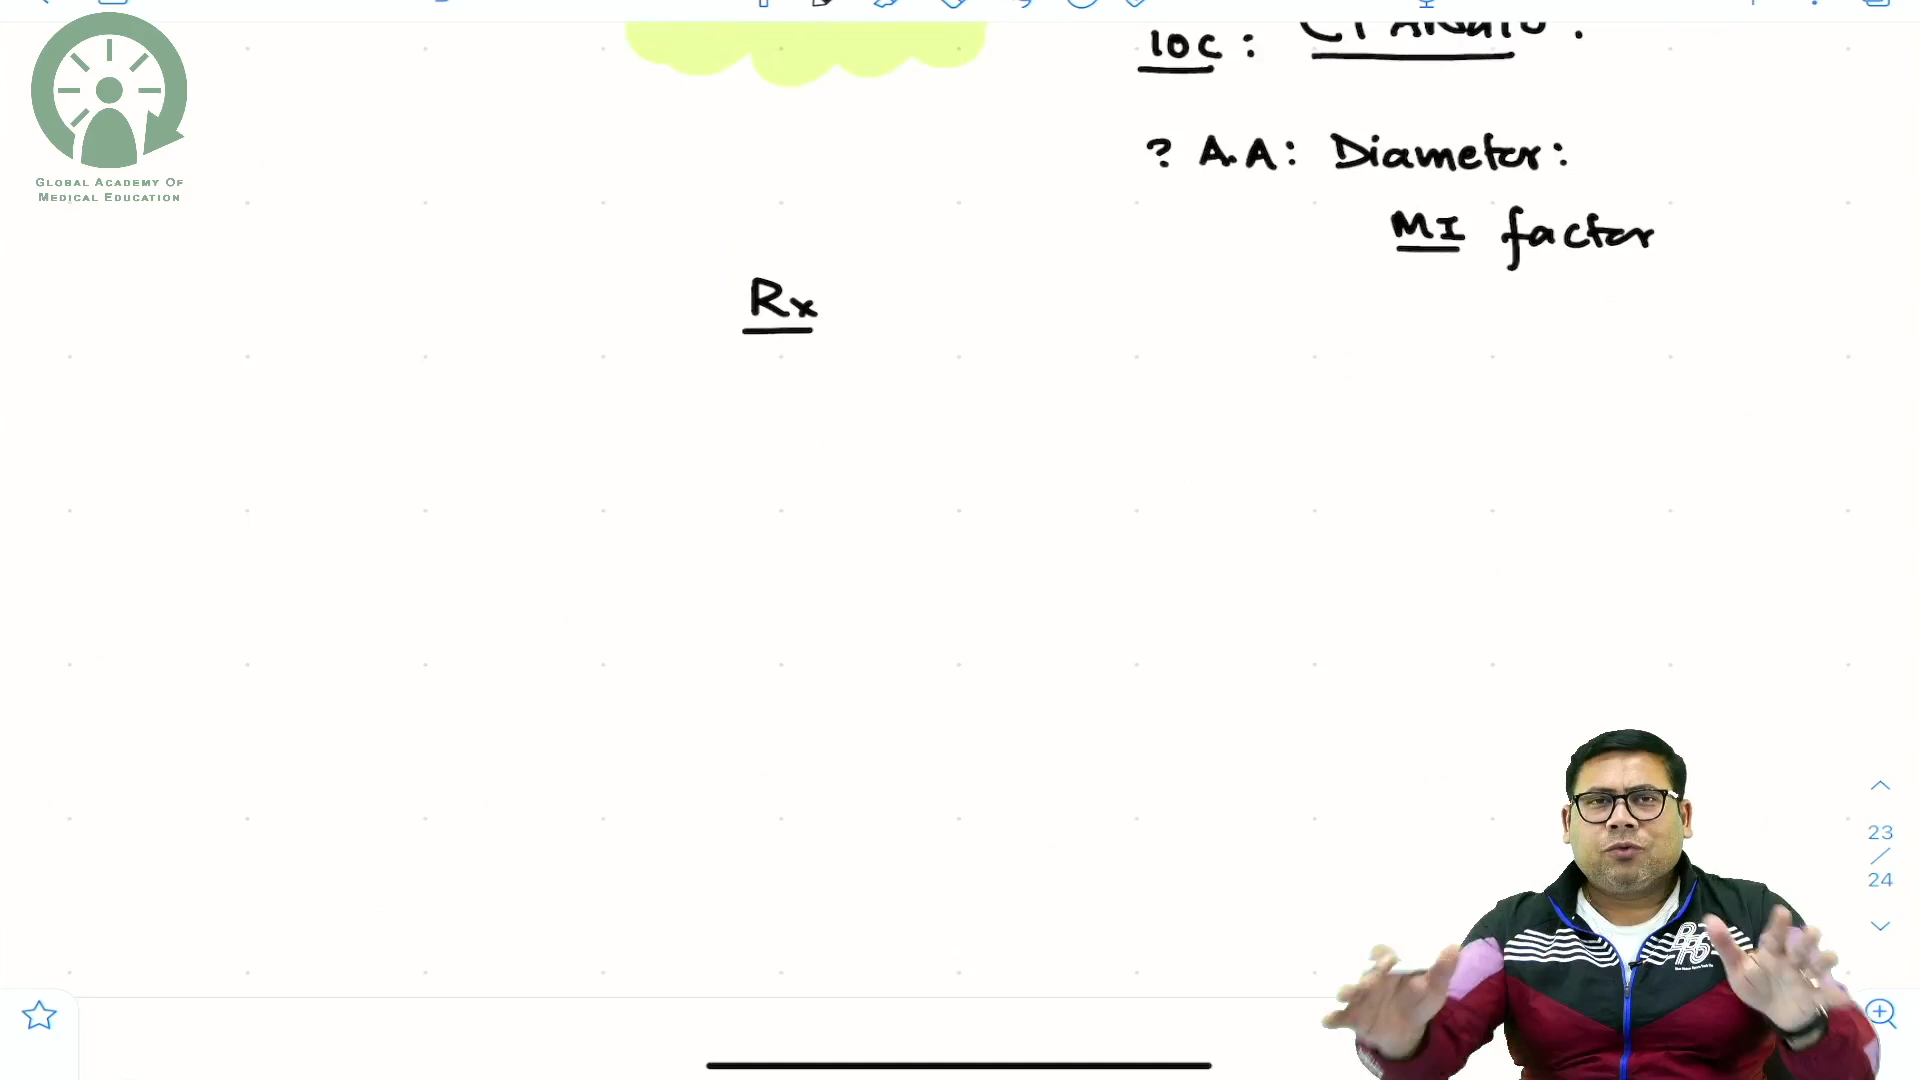 GLOBAL ACADEMY OF
MEDICAL EDUCATION
IOC :
? A.A : Diameter :
MI factor
Rx
23
/
24